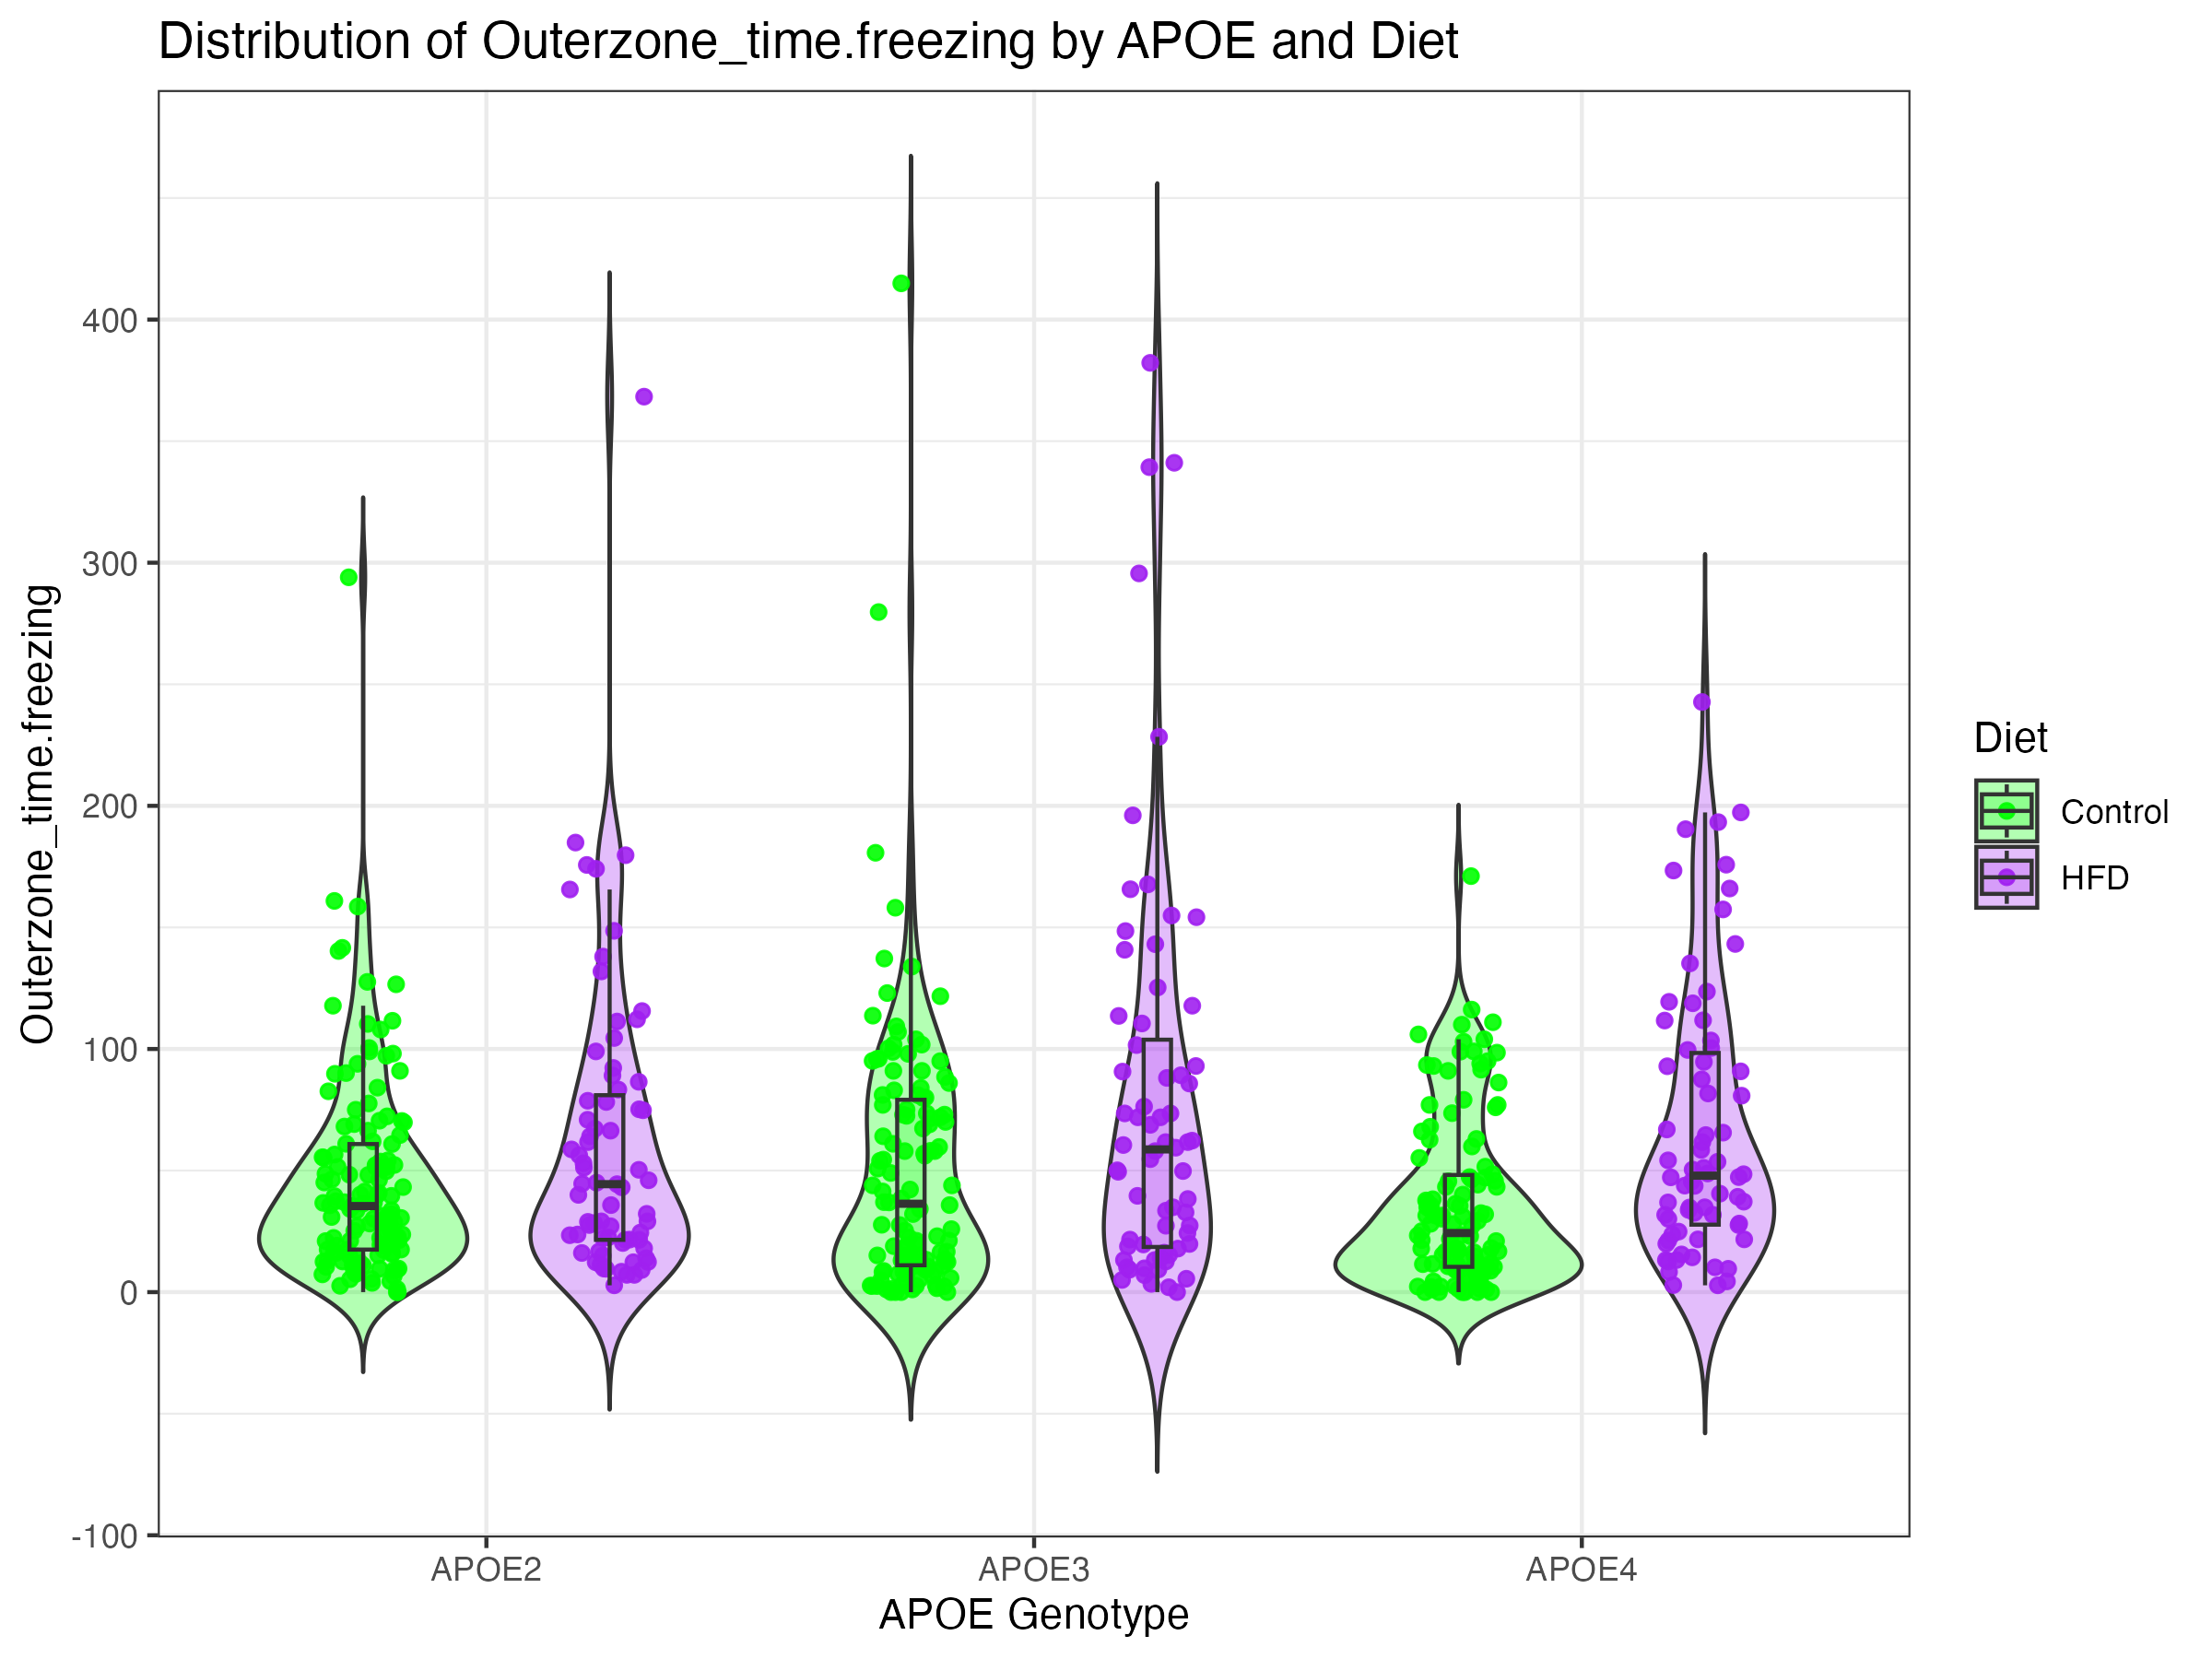 Distribution of Outerzone_time.freezing by APOE and Diet
Outerzone_time.freezing
400
300
200
100
0
-100
APOE2
APOE3
APOE4
APOE Genotype
Diet
Control
HFD